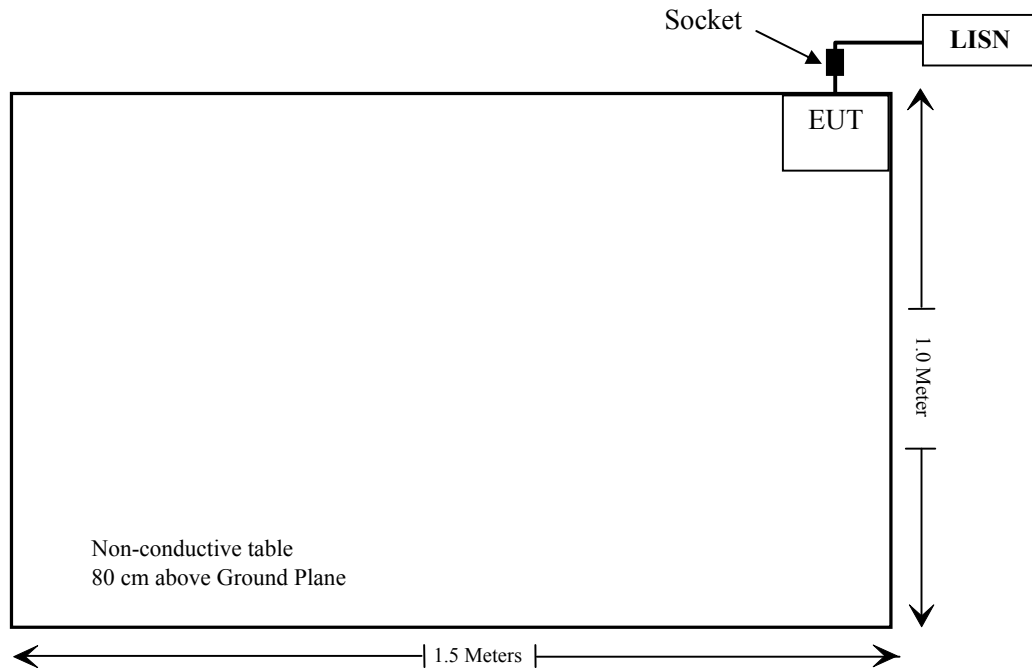 Socket
LISN
EUT
1.0 Meter
Non-conductive table
80 cm above Ground Plane
1.5 Meters